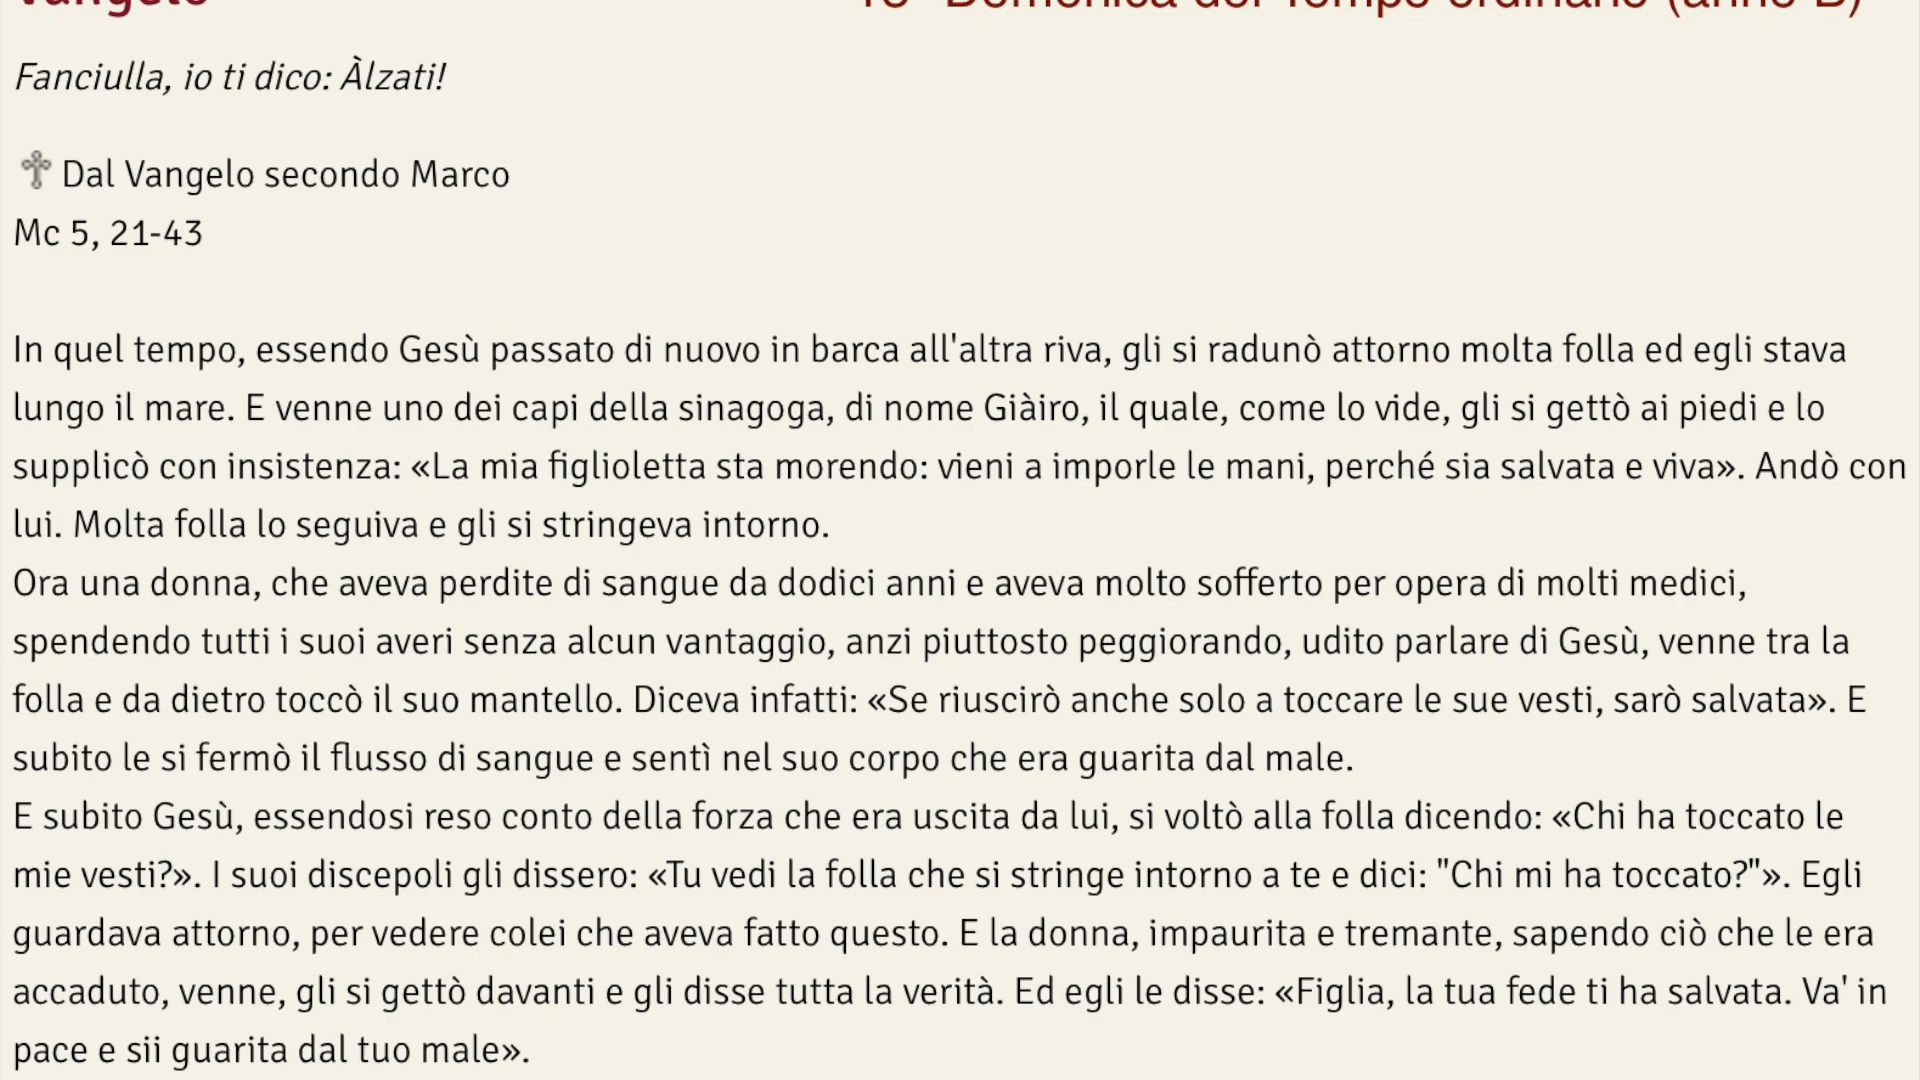 Vangelo 13ª Domenica del Tempo ordinario (anno B)
Fanciulla, io ti dico: Àlzati!
Dal Vangelo secondo Marco
Mc 5, 21-43
In quel tempo, essendo Gesù passato di nuovo in barca all'altra riva, gli si radunò attorno molta folla ed egli stava
lungo il mare. E venne uno dei capi della sinagoga, di nome Giàiro, il quale, come lo vide, gli si gettò ai piedi e lo
supplicò con insistenza: «La mia figlioletta sta morendo: vieni a imporle le mani, perché sia salvata e viva». Andò con
lui. Molta folla lo seguiva e gli si stringeva intorno.
Ora una donna, che aveva perdite di sangue da dodici anni e aveva molto sofferto per opera di molti medici,
spendendo tutti i suoi averi senza alcun vantaggio, anzi piuttosto peggiorando, udito parlare di Gesù, venne tra la
folla e da dietro toccò il suo mantello. Diceva infatti: «Se riuscirò anche solo a toccare le sue vesti, sarò salvata». E
subito le si fermò il flusso di sangue e sentì nel suo corpo che era guarita dal male.
E subito Gesù, essendosi reso conto della forza che era uscita da lui, si voltò alla folla dicendo: «Chi ha toccato le
mie vesti?». I suoi discepoli gli dissero: «Tu vedi la folla che si stringe intorno a te e dici: "Chi mi ha toccato?"». Egli
guardava attorno, per vedere colei che aveva fatto questo. E la donna, impaurita e tremante, sapendo ciò che le era
accaduto, venne, gli si gettò davanti e gli disse tutta la verità. Ed egli le disse: «Figlia, la tua fede ti ha salvata. Va' in
pace e sii guarita dal tuo male».